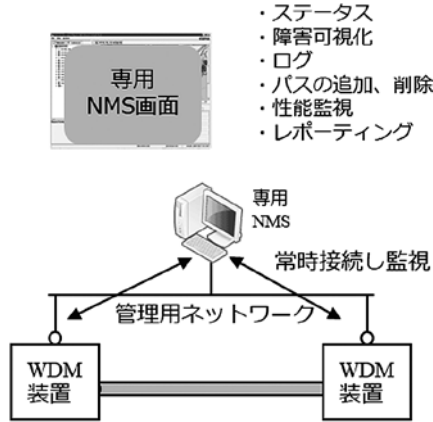 ・ステータス
・障害可視化
・ログ
・パスの追加、削除
・性能監視
・レポーティング
専用
NMS画面
専用
NMS
常時接続し監視
管理用ネットワーク
WDM
装置
WDM
装置